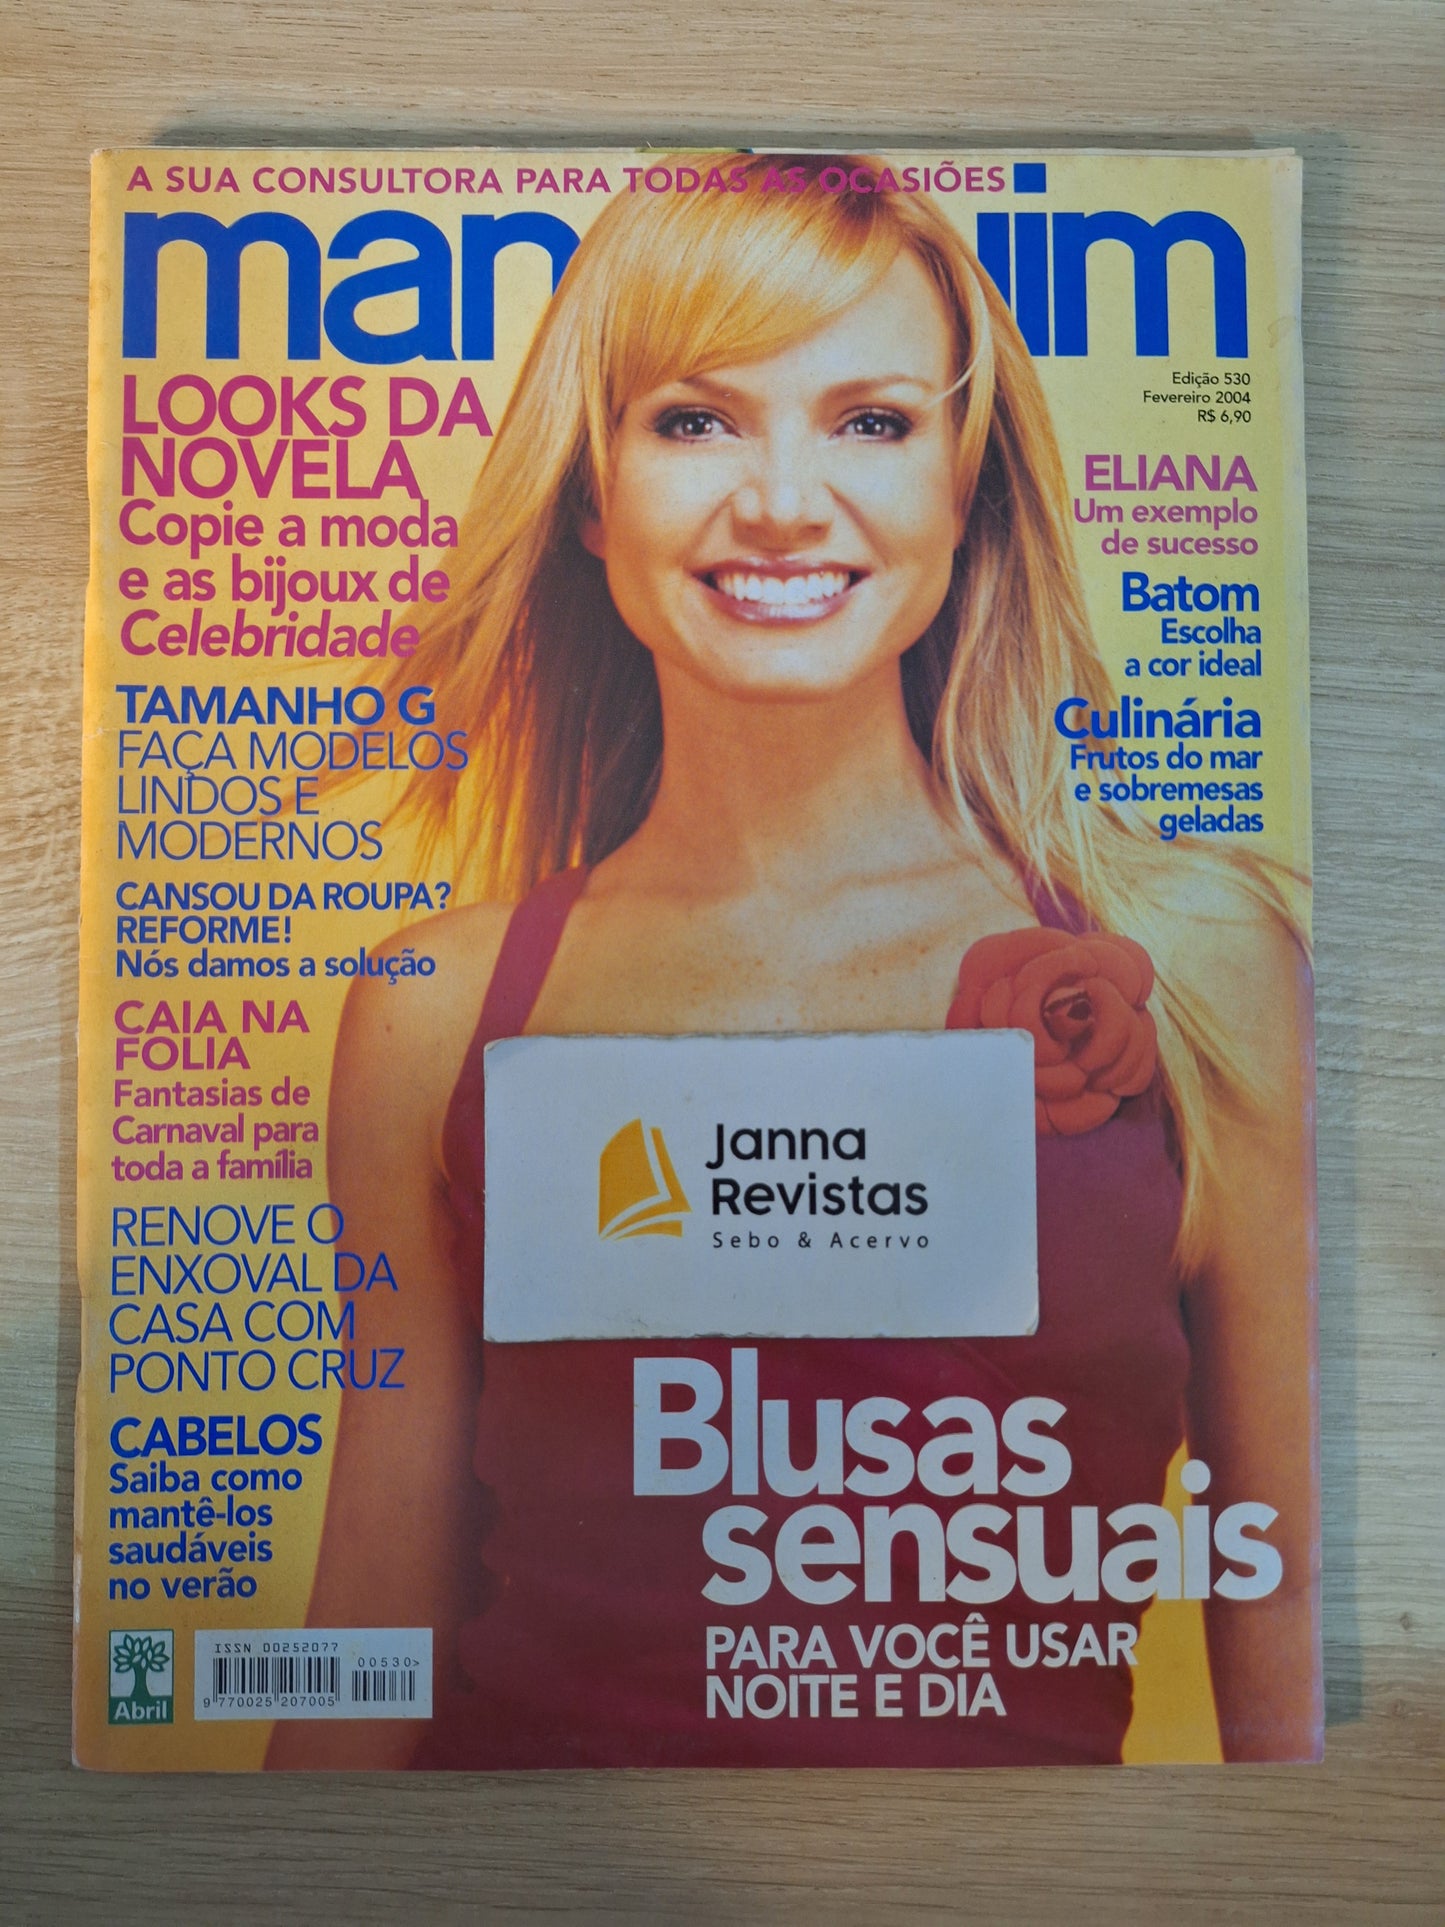 A SUA CONSULTORA PARA TODAS AS OCASIÕES
man uim
Edição 530
Fevereiro 2004
R$ 6,90
LOOKS DA
NOVELA
Copie a moda
e as bijoux de
Celebridade
TAMANHO G
FAÇA MODELOS
LINDOS E
MODERNOS
CANSOU DA ROUPA?
REFORME!
Nós damos a solução
CAIA NA
FOLIA
Fantasias de
Carnaval para
toda a família
RENOVE O
ENXOVAL DA
CASA COM
PONTO CRUZ
CABELOS
Saiba como
mantê-los
saudáveis
no verão
ELIANA
Um exemplo
de sucesso
Batom
Escolha
a cor ideal
Culinária
Frutos do mar
e sobremesas
geladas
Janna
Revistas
Sebo & Acervo
Blusas
sensuais
PARA VOCÊ USAR
NOITE E DIA
Abril
ISSN 00252077
00530>
9 770025 207005